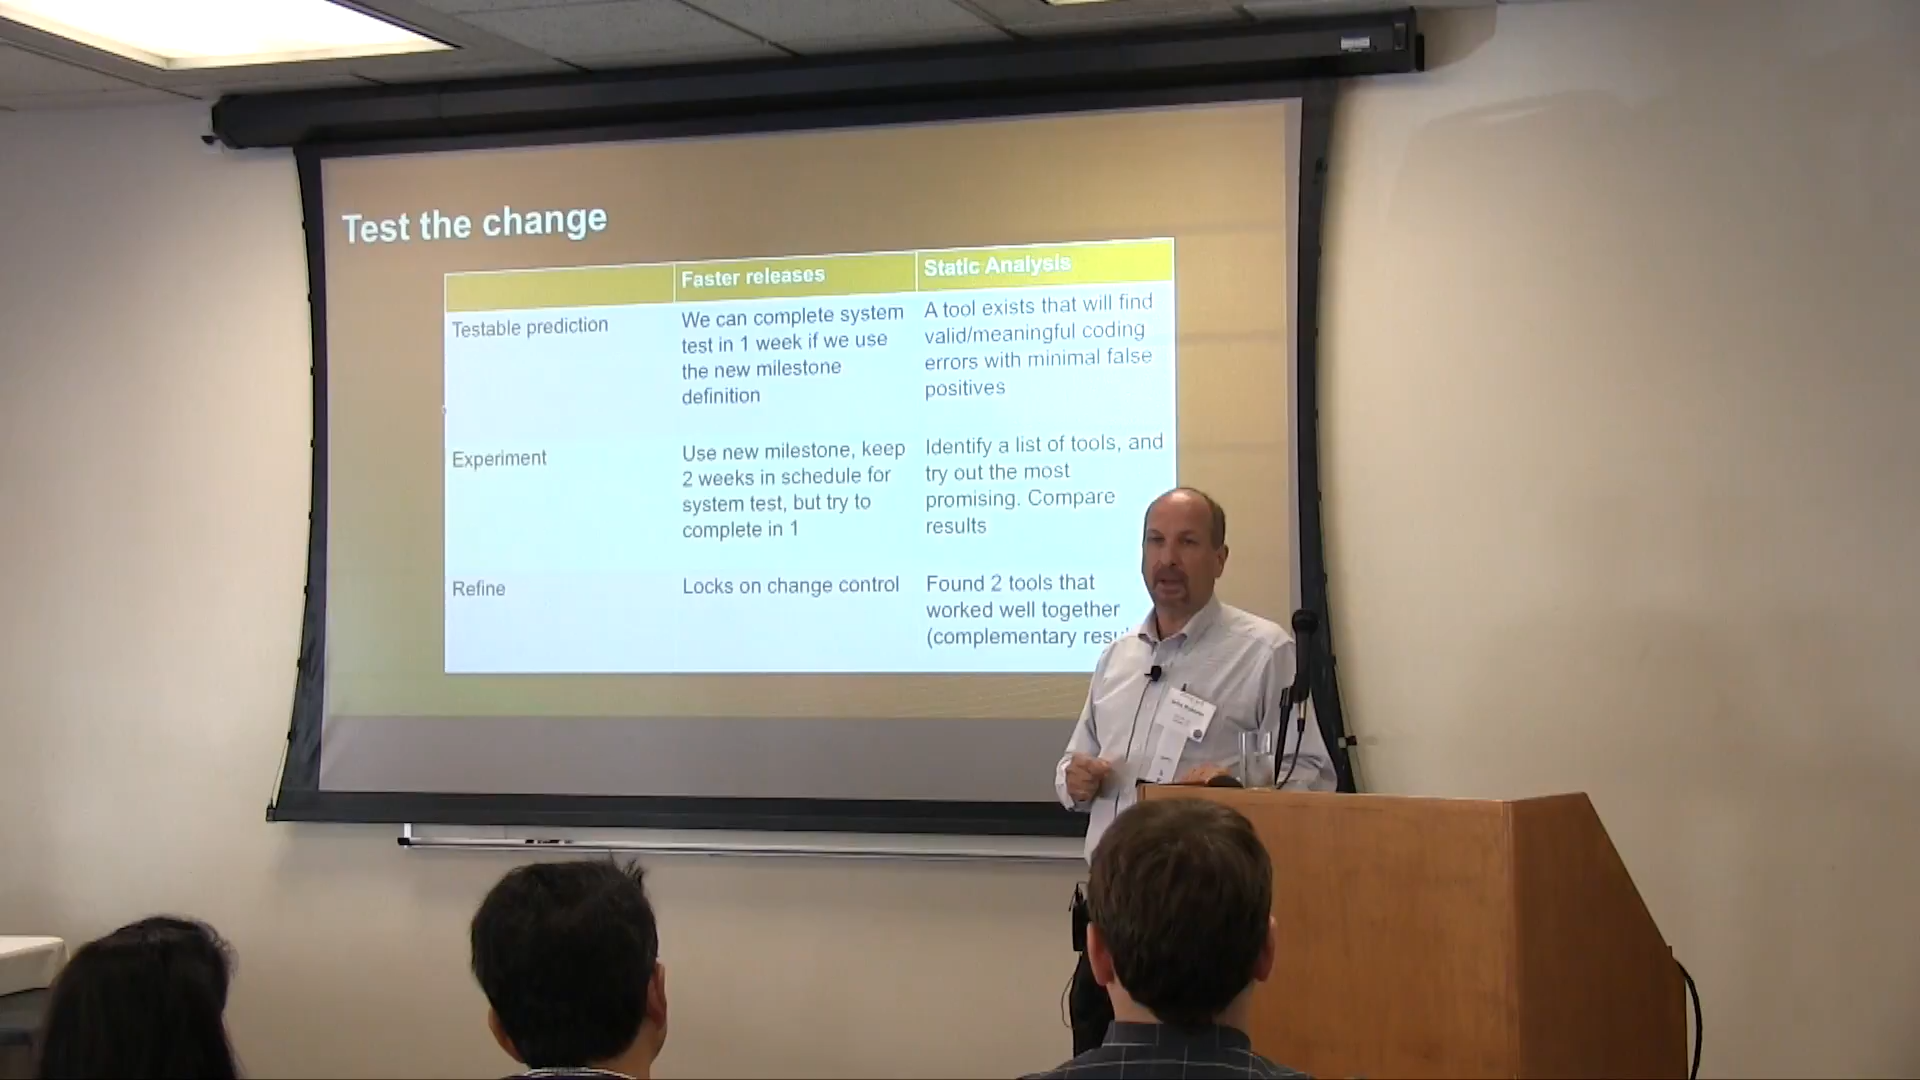 Test the change
Faster releases
Static Analysis
Testable prediction
We can complete system
test in 1 week if we use
the new milestone
definition
A tool exists that will find
valid/meaningful coding
errors with minimal false
positives
Experiment
Use new milestone, keep
2 weeks in schedule for
system test, but try to
complete in 1
Identify a list of tools, and
try out the most
promising. Compare
results
Refine
Locks on change control
Found 2 tools that
worked well together
(complementary